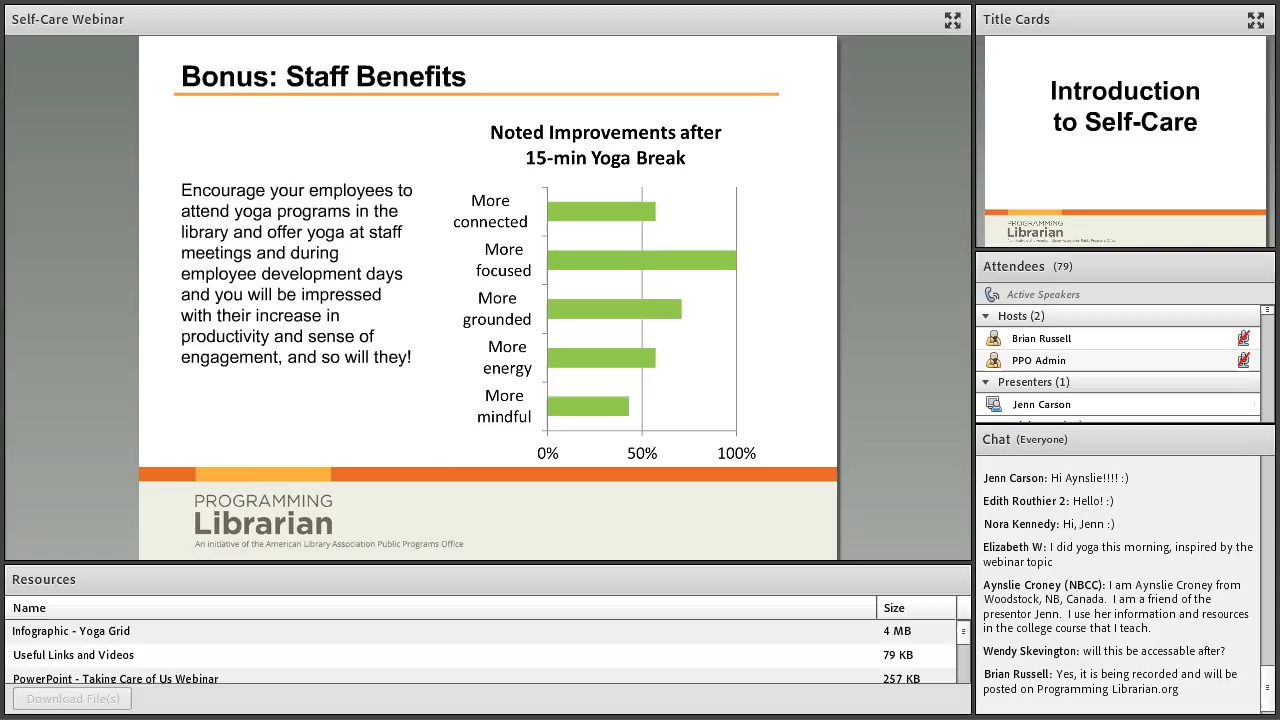 Self-Care Webinar
Bonus: Staff Benefits
Encourage your employees to
attend yoga programs in the
library and offer yoga at staff
meetings and during
employee development days
and you will be impressed
with their increase in
productivity and sense of
engagement, and so will they!
Noted Improvements after
15-min Yoga Break
More
connected
More
focused
More
grounded
More
energy
More
mindful
0% 50% 100%
PROGRAMMING
Librarian
An initiative of the American Library Association Public Programs Office
Resources
Name Size
Infographic - Yoga Grid 4 MB
Useful Links and Videos 79 KB
PowerPoint - Taking Care of Us Webinar 257 KB
Download File(s)
Title Cards
Introduction
to Self-Care
PROGRAMMING
Librarian
Attendees (79)
Active Speakers
Hosts (2)
Brian Russell
PPO Admin
Presenters (1)
Jenn Carson
Chat (Everyone)
Jenn Carson: Hi Aynslie!!!! :)
Edith Routhier 2: Hello! :)
Nora Kennedy: Hi, Jenn :)
Elizabeth W: I did yoga this morning, inspired by the
webinar topic
Aynslie Croney (NBCC): I am Aynslie Croney from
Woodstock, NB, Canada. I am a friend of the
presentor Jenn. I use her information and resources
in the college course that I teach.
Wendy Skevington: will this be accessable after?
Brian Russell: Yes, it is being recorded and will be
posted on Programming Librarian.org